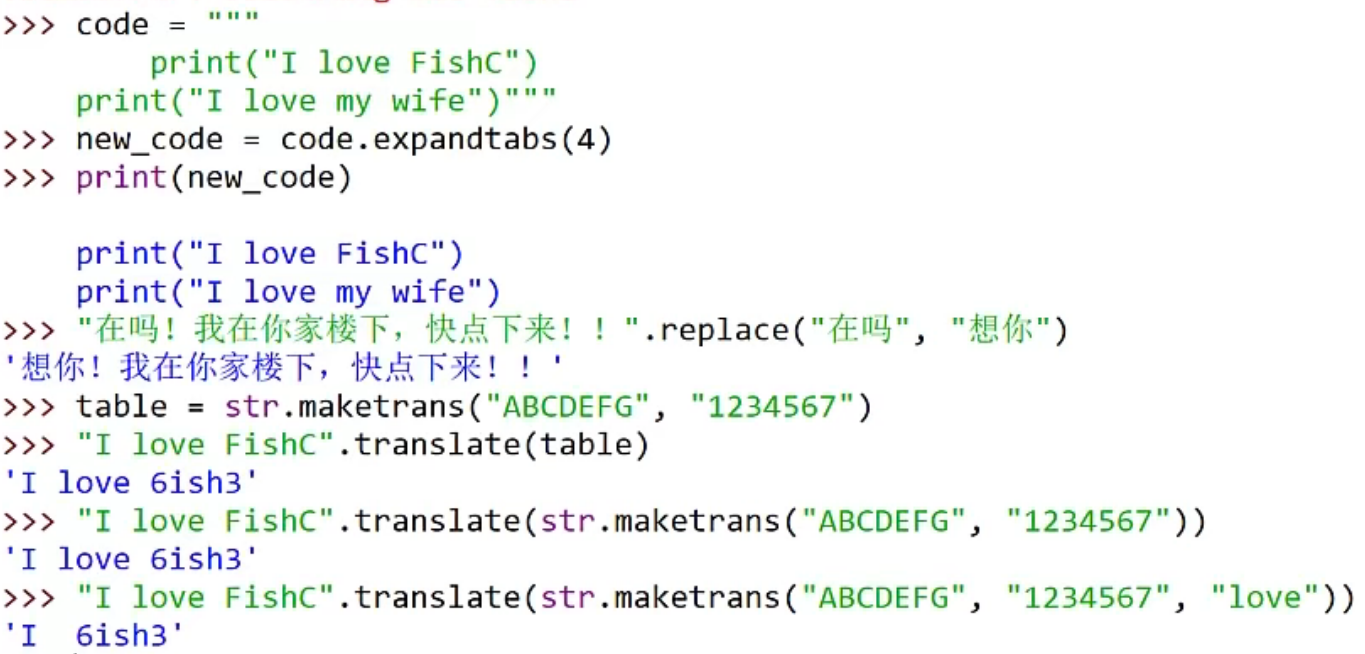 >>> code = """
        print("I love FishC")
    print("I love my wife")"""
>>> new_code = code.expandtabs(4)
>>> print(new_code)

    print("I love FishC")
    print("I love my wife")
>>> "在吗！我在你家楼下，快点下来！！".replace("在吗", "想你")
'想你！我在你家楼下，快点下来！！'
>>> table = str.maketrans("ABCDEFG", "1234567")
>>> "I love FishC".translate(table)
'I love 6ish3'
>>> "I love FishC".translate(str.maketrans("ABCDEFG", "1234567"))
'I love 6ish3'
>>> "I love FishC".translate(str.maketrans("ABCDEFG", "1234567", "love"))
'I  6ish3'